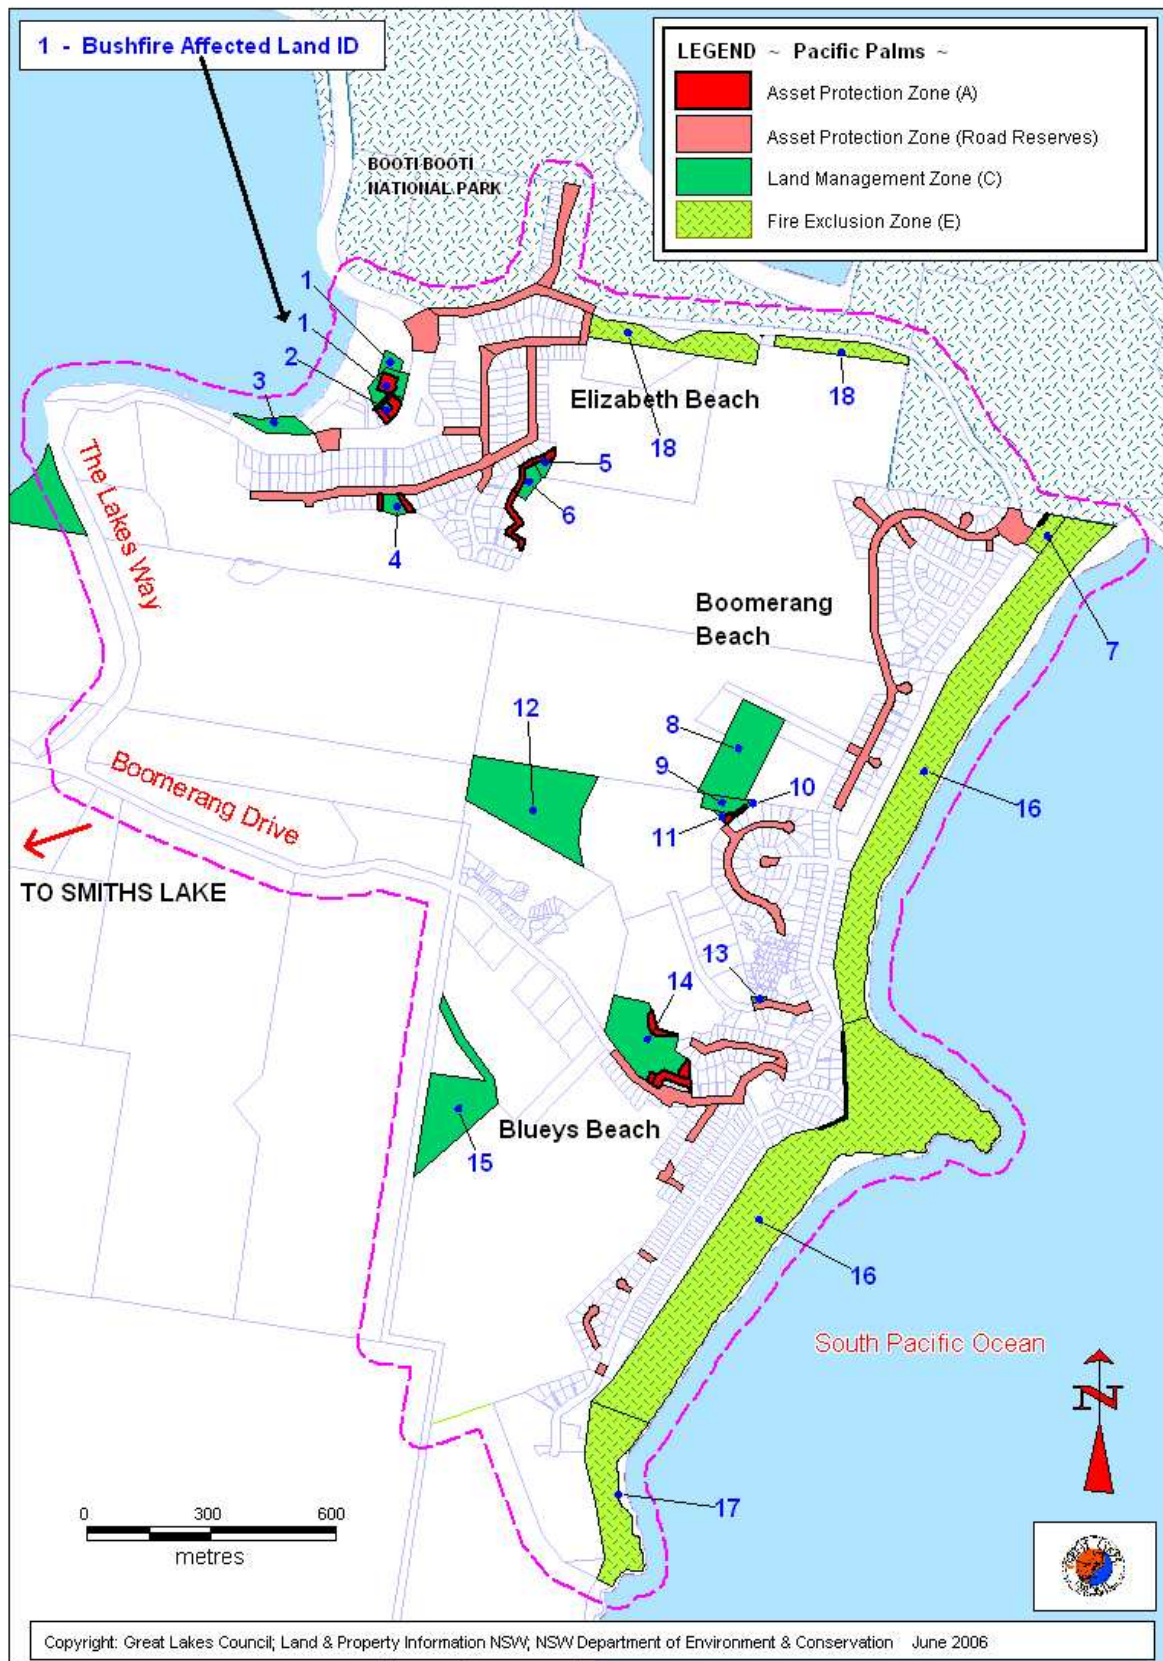 1 - Bushfire Affected Land ID
LEGEND ~ Pacific Palms ~
Asset Protection Zone (A)
Asset Protection Zone (Road Reserves)
Land Management Zone (C)
Fire Exclusion Zone (E)
BOOTI BOOTI
NATIONAL PARK
1
1
2
3
18
18
Elizabeth Beach
The Lakes Way
5
6
4
Boomerang
Beach
7
12
8
9
10
11
16
Boomerang Drive
TO SMITHS LAKE
13
14
15
Blueys Beach
16
South Pacific Ocean
N
17
0 300 600
metres
Copyright: Great Lakes Council; Land & Property Information NSW; NSW Department of Environment & Conservation June 2006